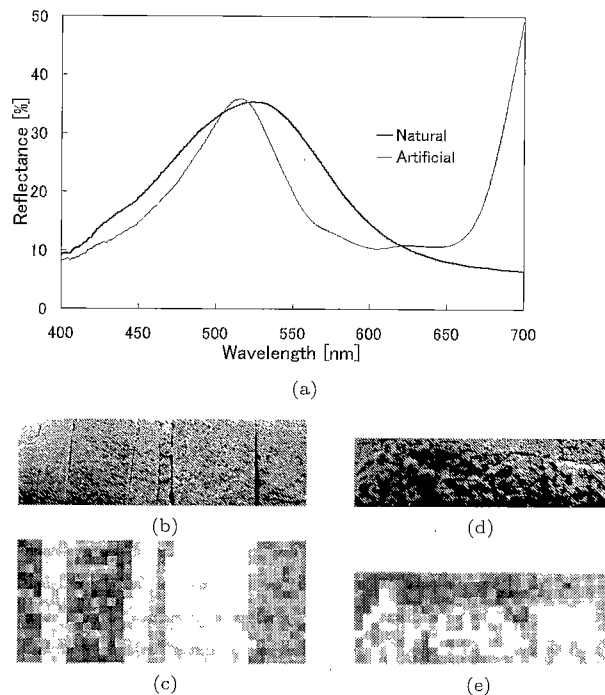 50
40
30
20
10
0
Reflectance [%]
Natural
Artificial
400 450 500 550 600 650 700
Wavelength [nm]
(a)
(b)
(d)
(c)
(e)